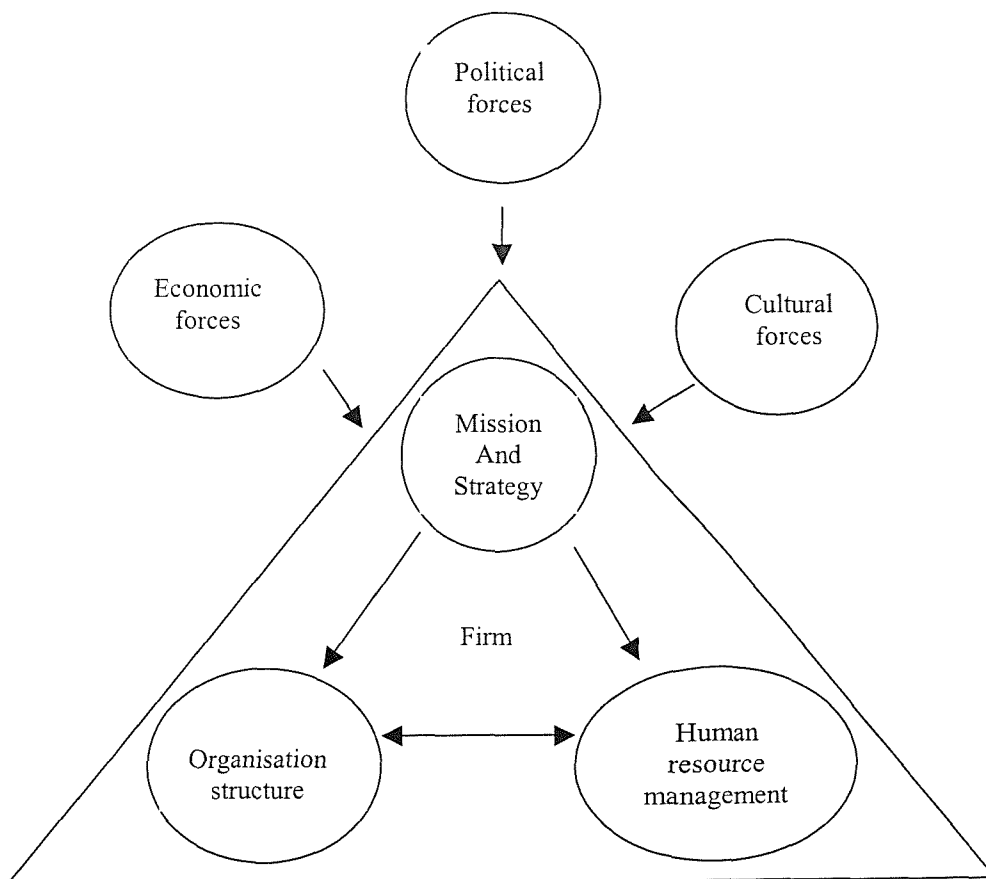 Political
forces
Economic
forces
Cultural
forces
Mission
And
Strategy
Firm
Organisation
structure
Human
resource
management